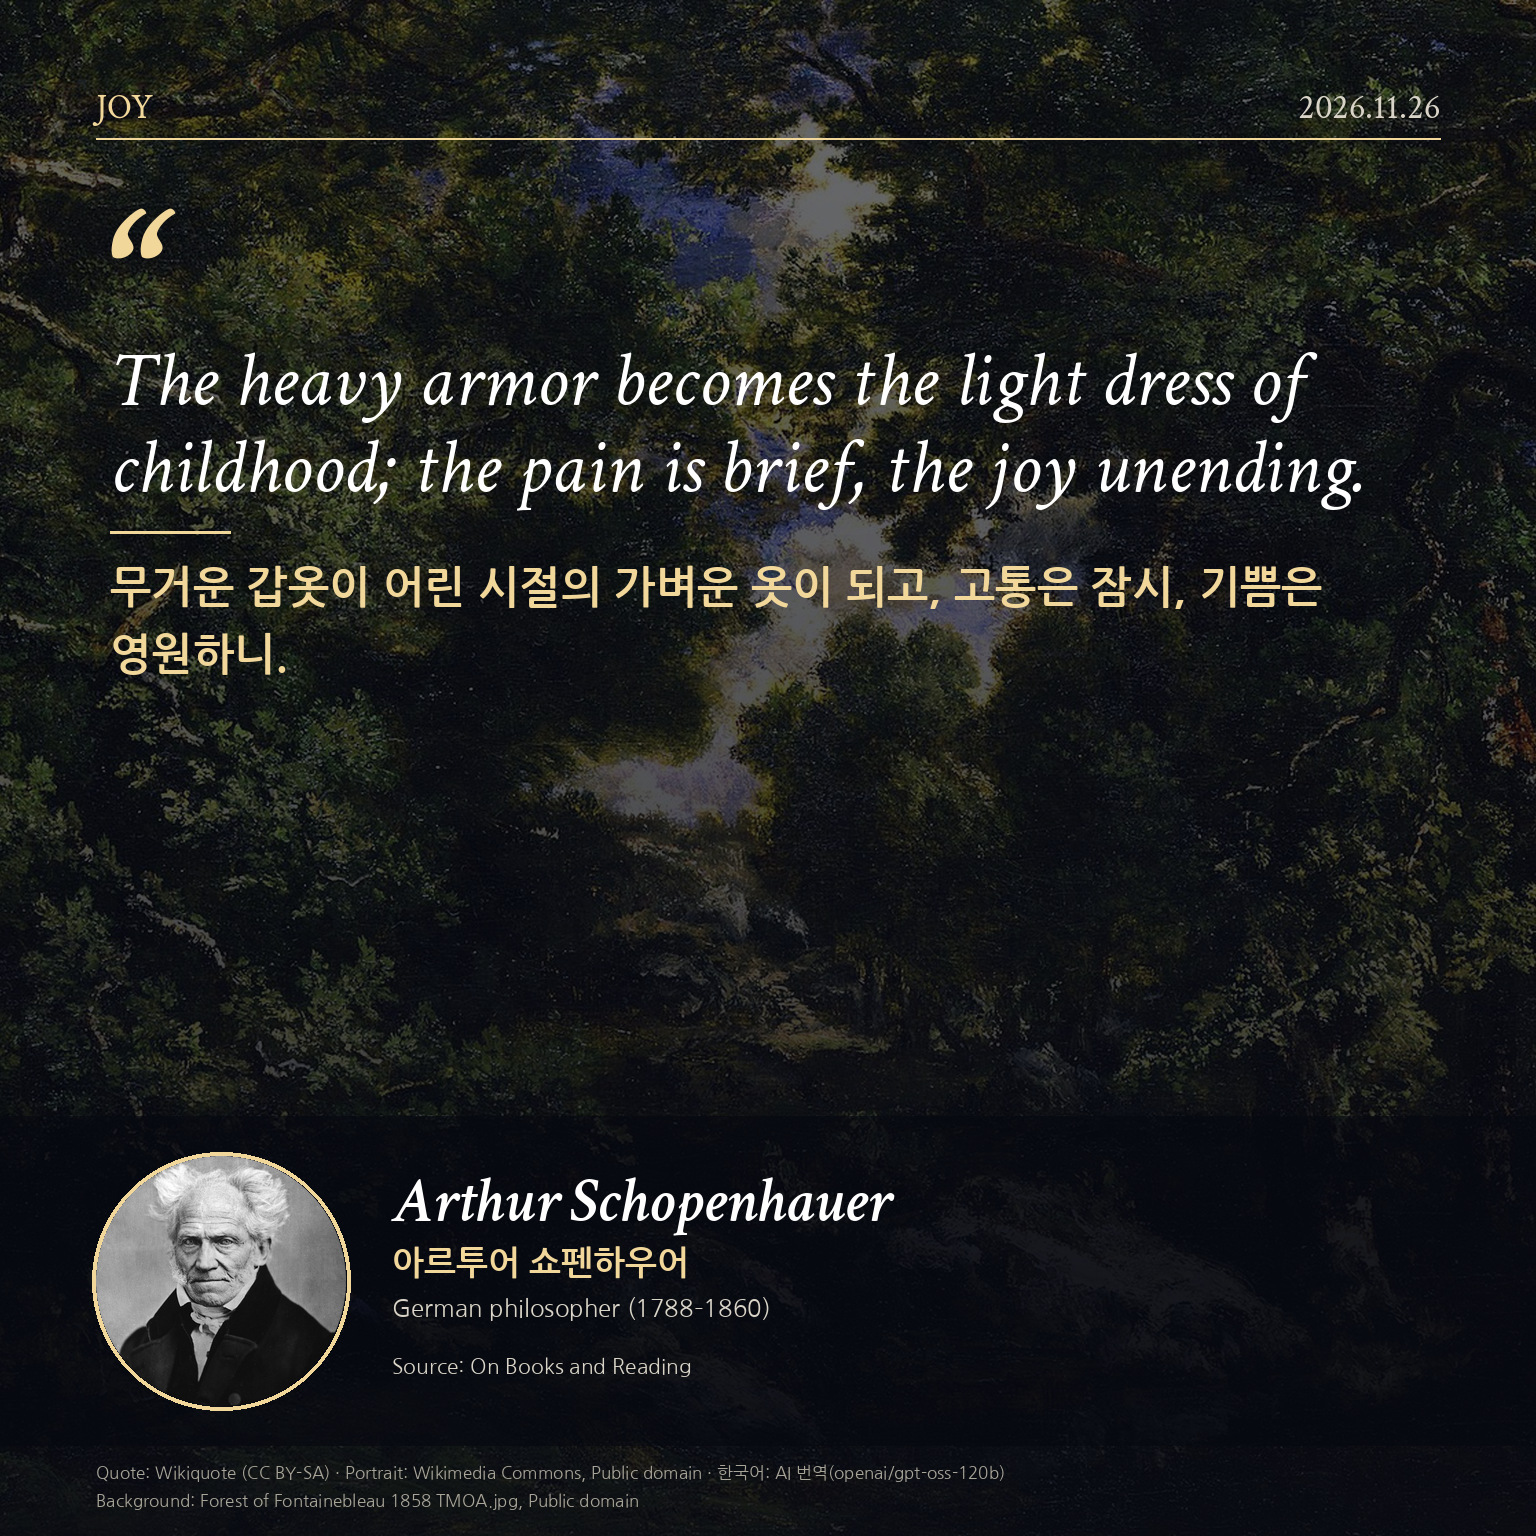 JOY
2026.11.26
“
The heavy armor becomes the light dress of
childhood; the pain is brief, the joy unending.
무거운 갑옷이 어린 시절의 가벼운 옷이 되고, 고통은 잠시, 기쁨은
영원하니.
Arthur Schopenhauer
아르투어 쇼펜하우어
German philosopher (1788–1860)
Source: On Books and Reading
Quote: Wikiquote (CC BY-SA) · Portrait: Wikimedia Commons, Public domain · 한국어: AI 번역(openai/gpt-oss-120b)
Background: Forest of Fontainebleau 1858 TMOA.jpg, Public domain